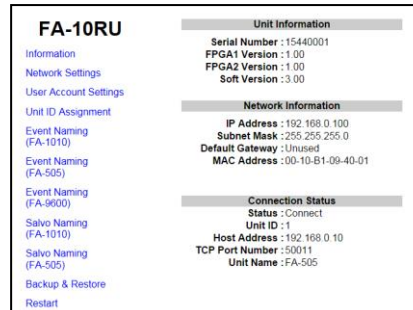 FA-10RU
Information
Network Settings
User Account Settings
Unit ID Assignment
Event Naming
(FA-1010)
Event Naming
(FA-505)
Event Naming
(FA-9600)
Salvo Naming
(FA-1010)
Salvo Naming
(FA-505)
Backup & Restore
Restart
Unit Information
Serial Number : 15440001
FPGA1 Version : 1.00
FPGA2 Version : 1.00
Soft Version : 3.00
Network Information
IP Address : 192.168.0.100
Subnet Mask : 255.255.255.0
Default Gateway : Unused
MAC Address : 00-10-B1-09-40-01
Connection Status
Status : Connect
Unit ID : 1
Host Address : 192.168.0.10
TCP Port Number : 50011
Unit Name : FA-505